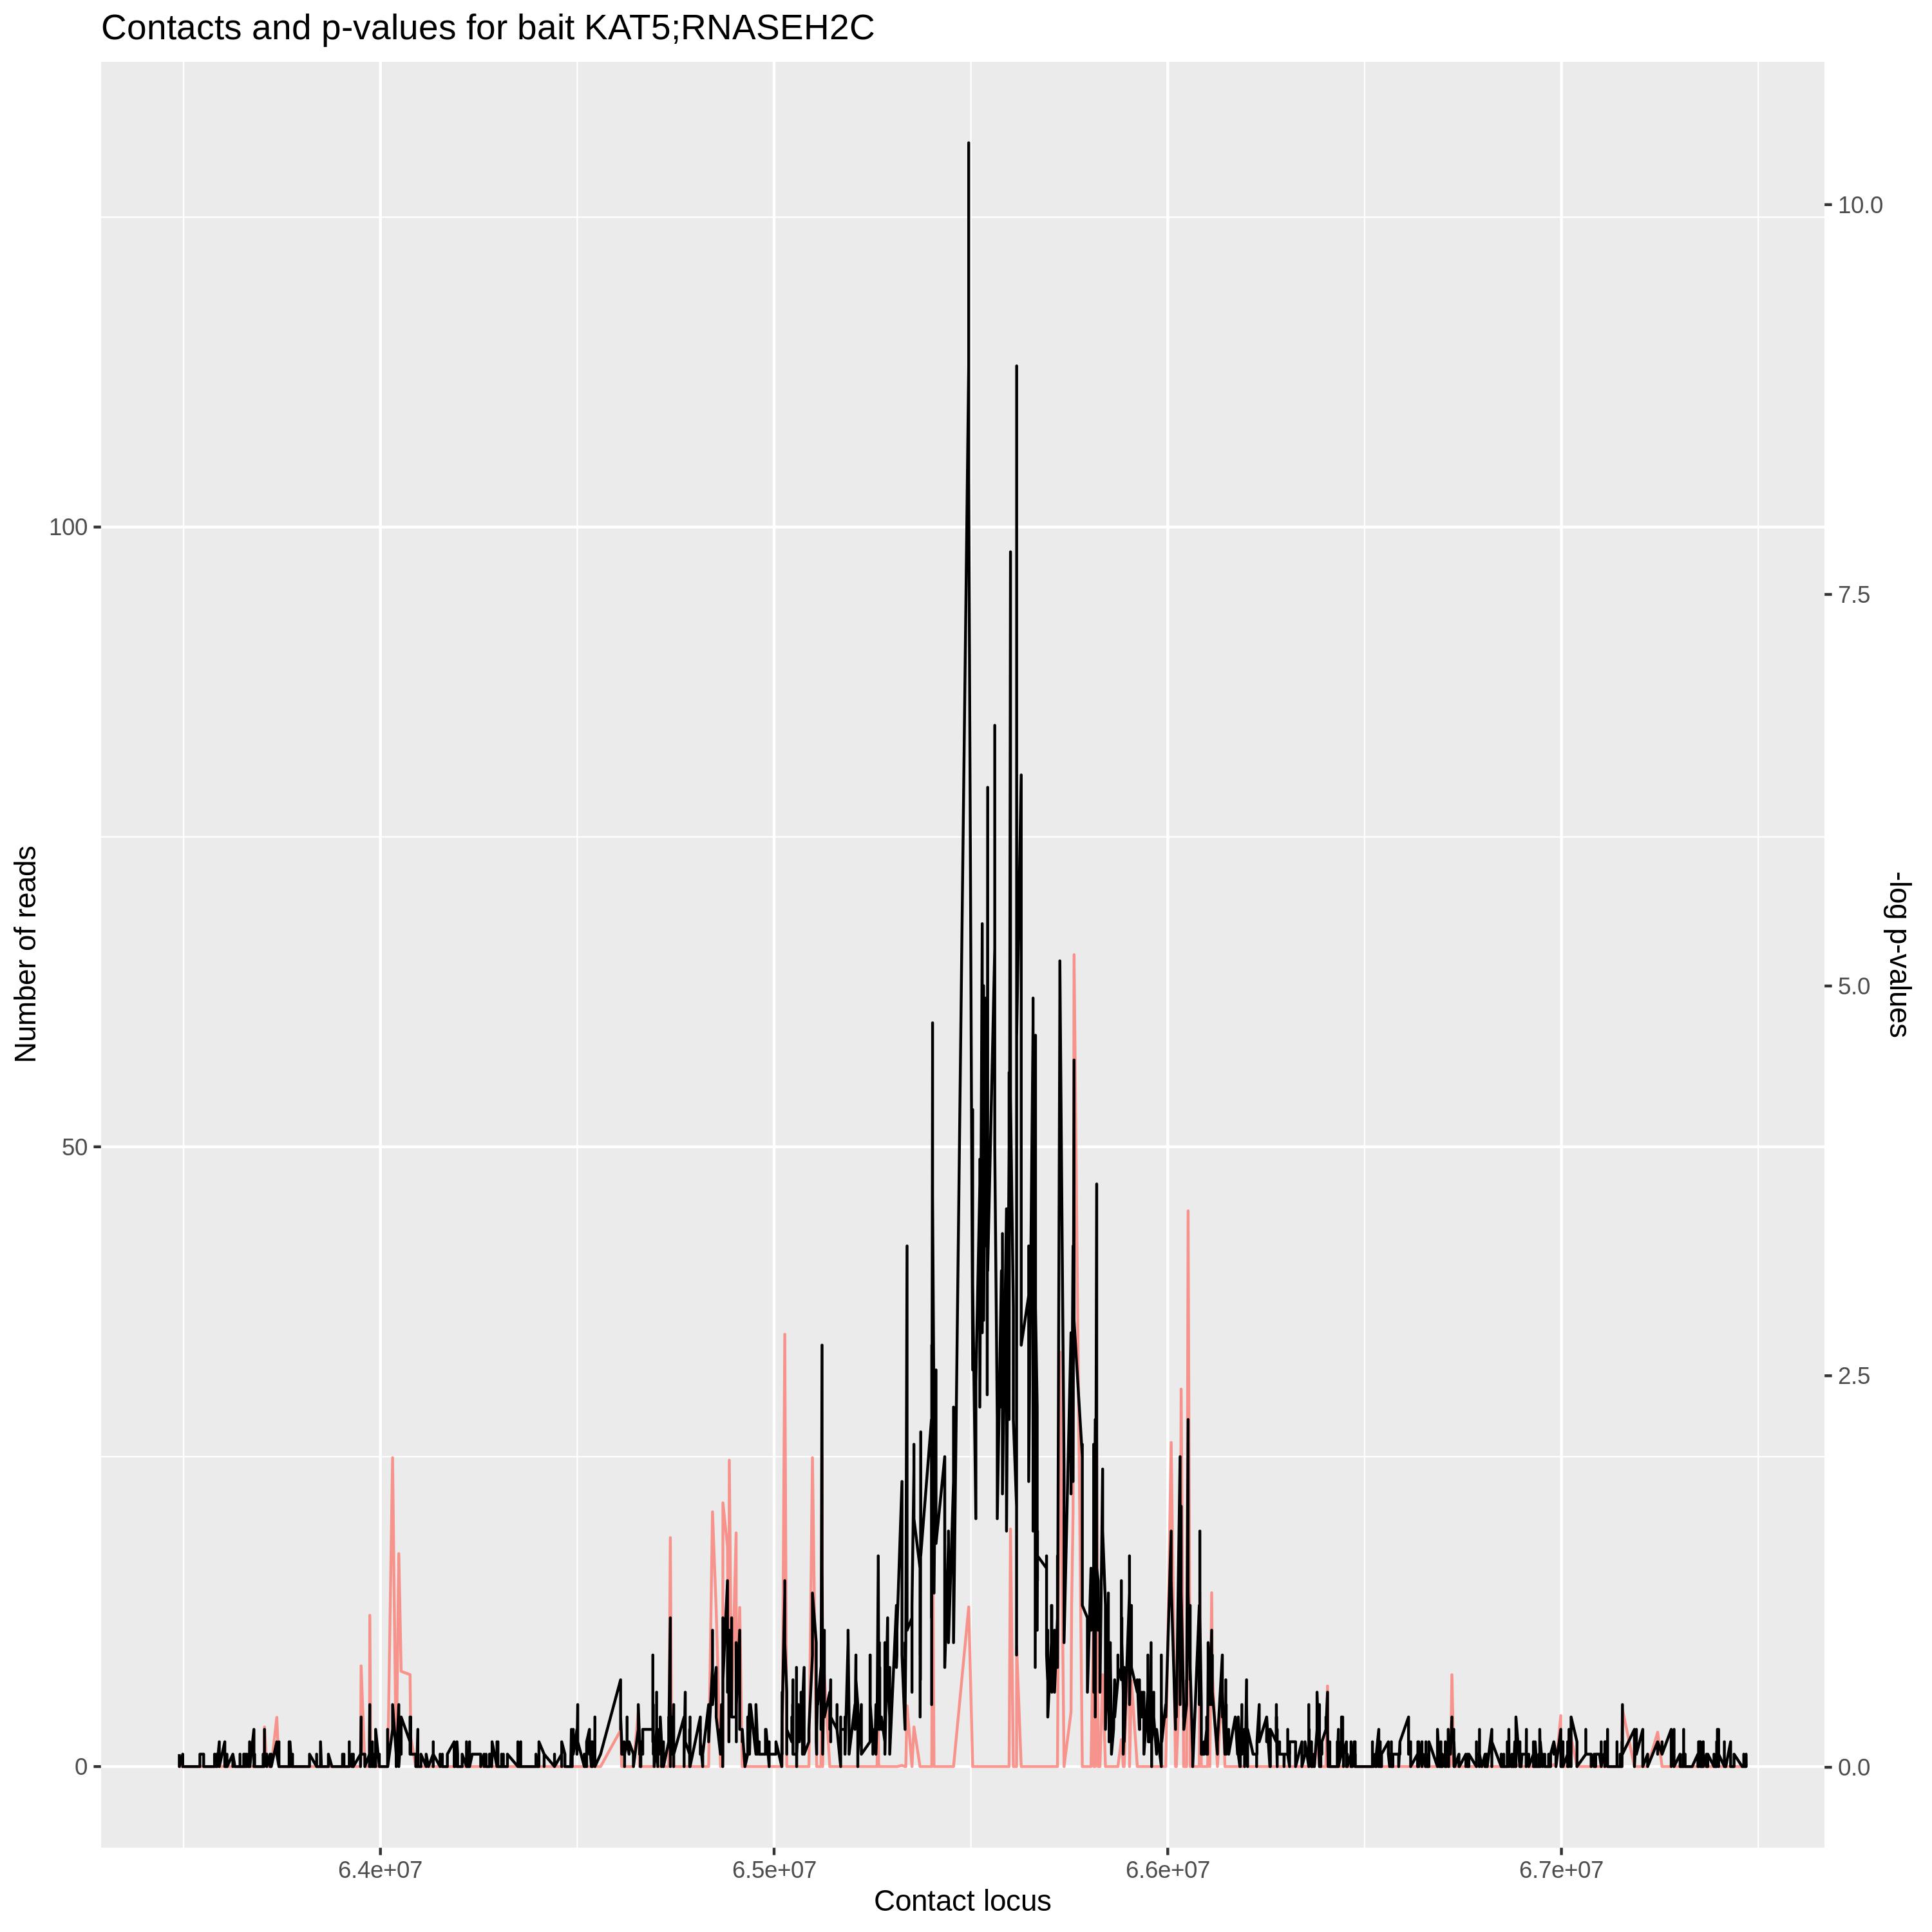 Contacts and p-values for bait KAT5;RNASEH2C
100
50
0
Number of reads
10.0
7.5
5.0
2.5
0.0
-log p-values
6.4e+07
6.5e+07
6.6e+07
6.7e+07
Contact locus